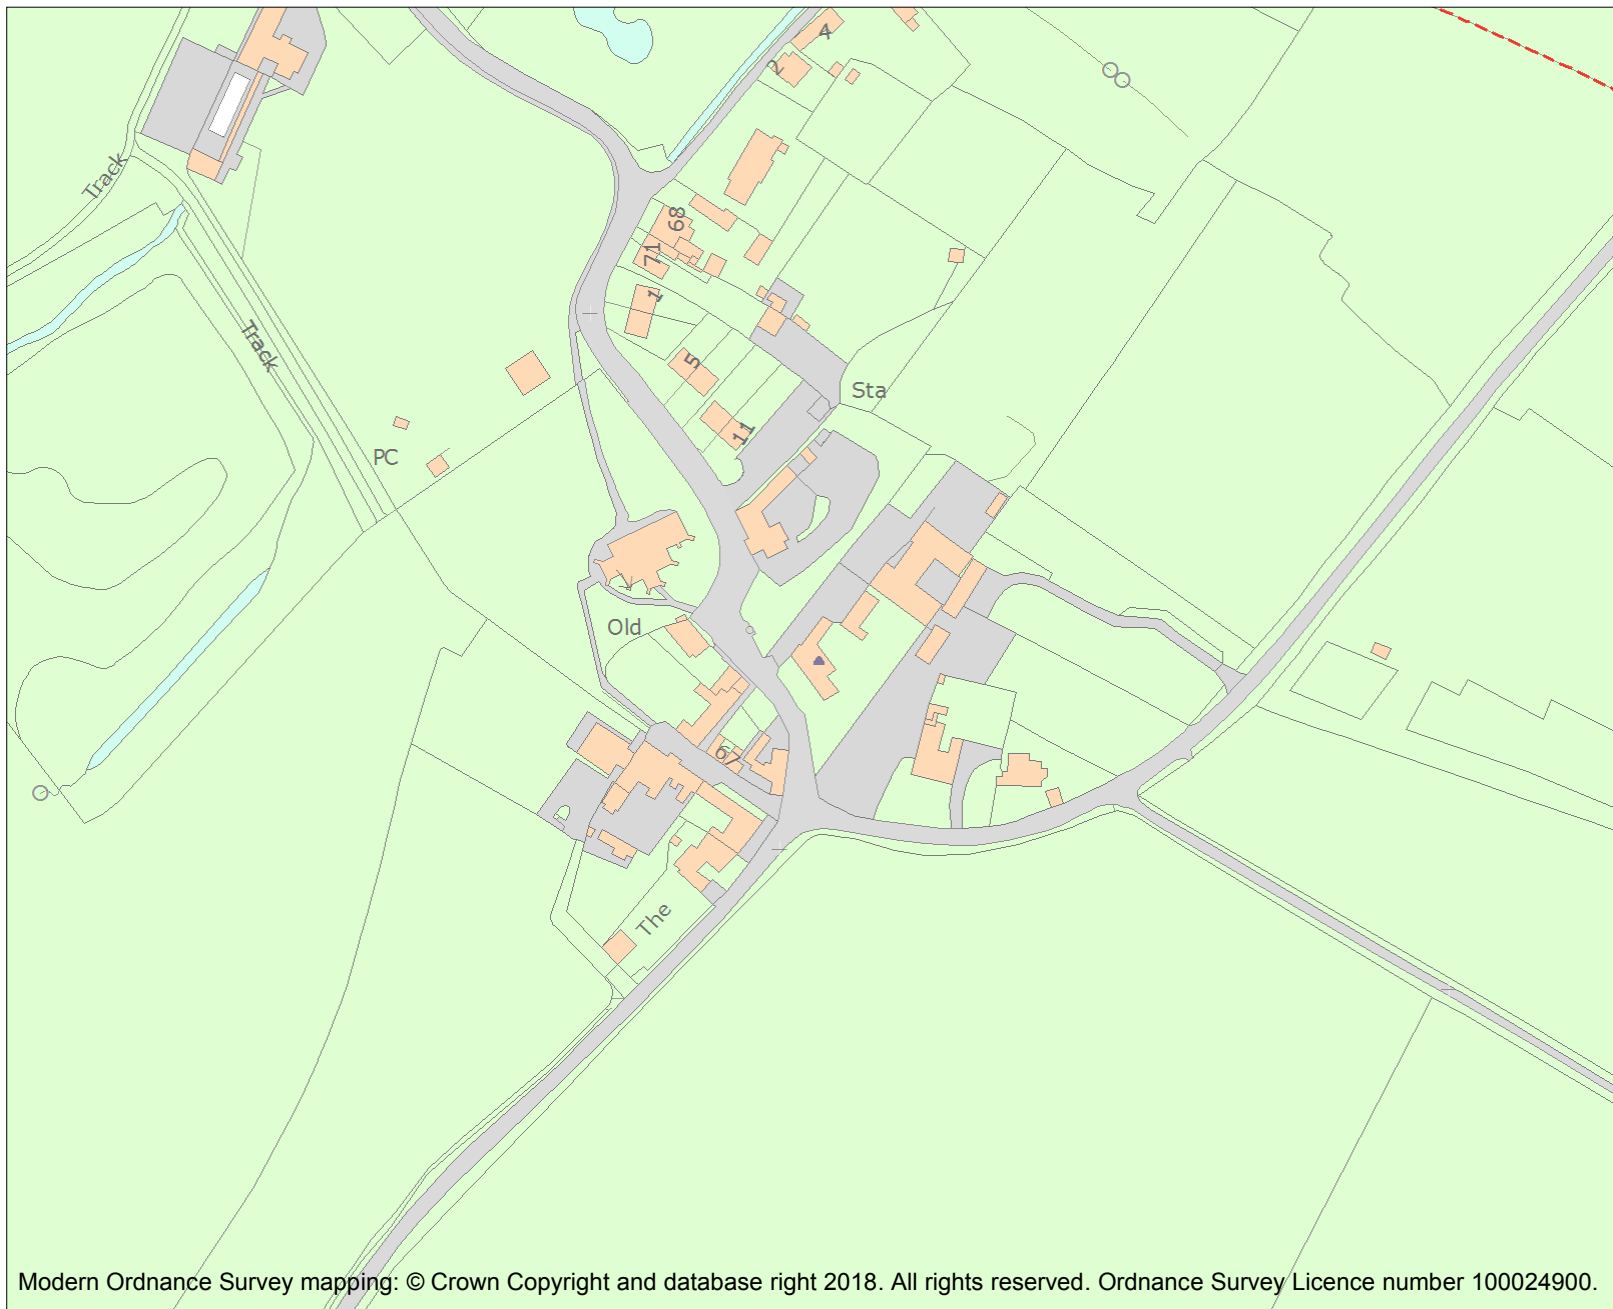 4
2
Track
68
71
1
Track
5
Sta
11
PC
Old
67
The
Modern Ordnance Survey mapping: © Crown Copyright and database right 2018. All rights reserved. Ordnance Survey Licence number 100024900.